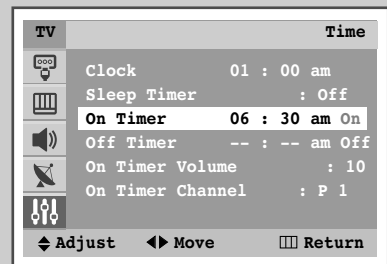 TV Time
Clock 01 : 00 am
Sleep Timer : Off
On Timer 06 : 30 am On
Off Timer -- : -- am Off
On Timer Volume : 10
On Timer Channel : P 1
Adjust Move Return